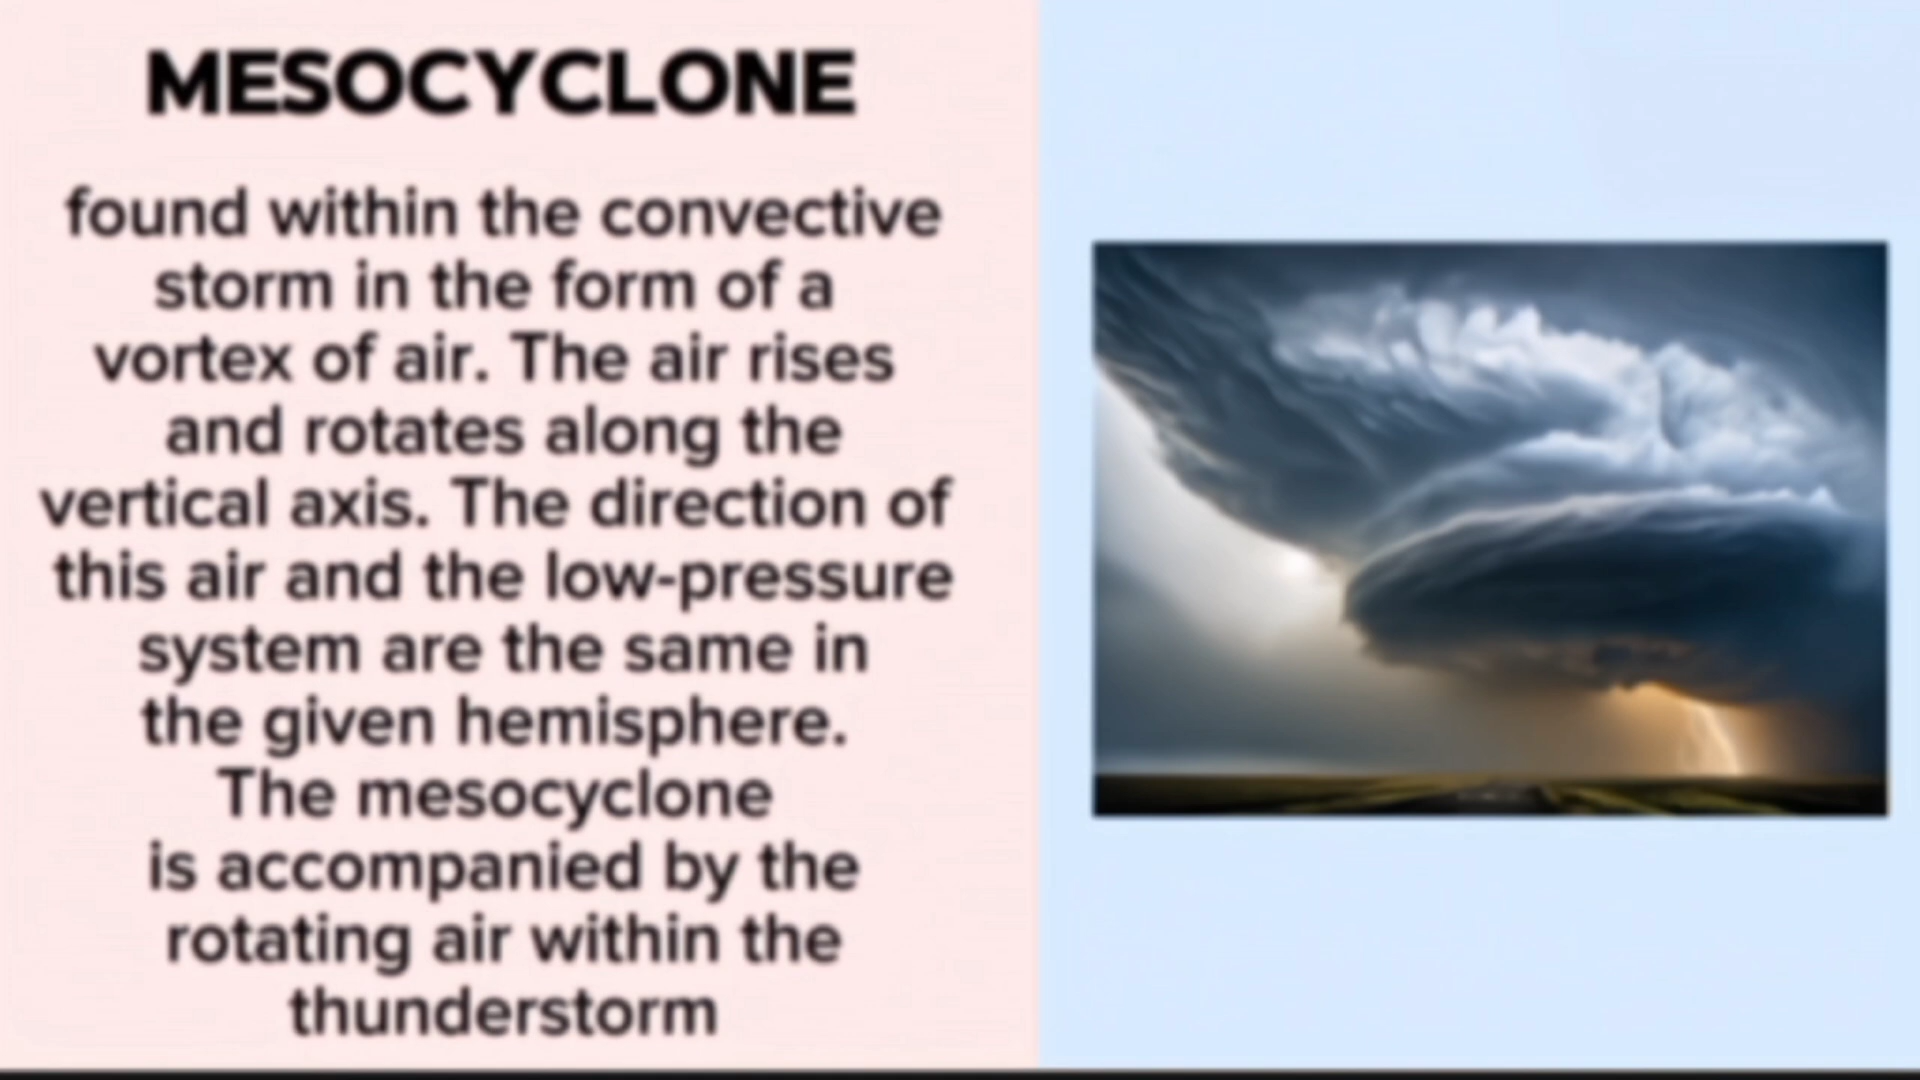 MESOCYCLONE
found within the convective
storm in the form of a
vortex of air. The air rises
and rotates along the
vertical axis. The direction of
this air and the low-pressure
system are the same in
the given hemisphere.
The mesocyclone
is accompanied by the
rotating air within the
thunderstorm